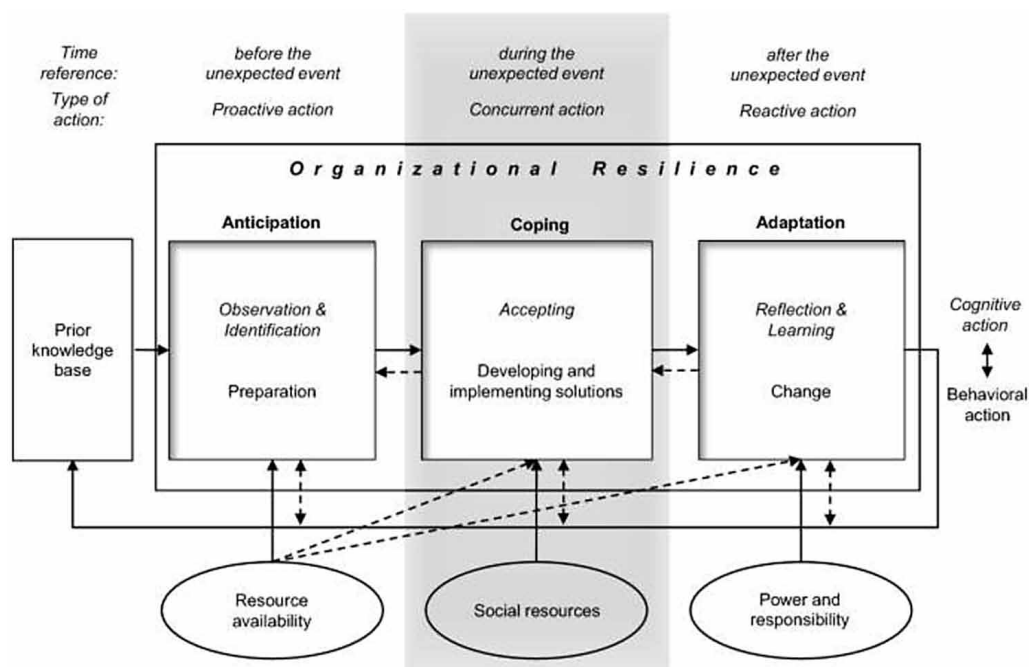 Time
reference:
before the
unexpected event
during the
unexpected event
after the
unexpected event
Type of
action:
Proactive action
Concurrent action
Reactive action
Organizational Resilience
Anticipation
Coping
Adaptation
Prior
knowledge
base
Observation &
Identification
Preparation
Accepting
Developing and
implementing solutions
Reflection &
Learning
Change
Cognitive
action
Behavioral
action
Resource
availability
Social resources
Power and
responsibility